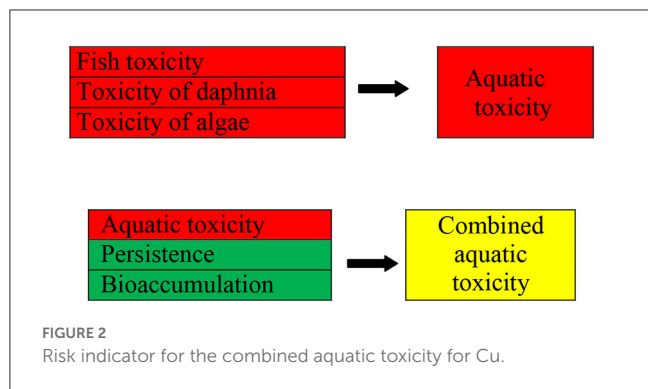 Fish toxicity
Toxicity of daphnia
Toxicity of algae
Aquatic
toxicity
Aquatic toxicity
Persistence
Bioaccumulation
Combined
aquatic
toxicity
FIGURE 2
Risk indicator for the combined aquatic toxicity for Cu.